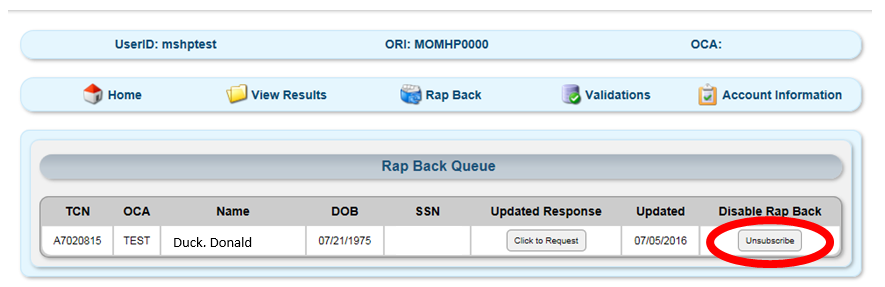 UserID: mshptest ORI: MOMHP0000 OCA:
Home View Results Rap Back Validations Account Information
Rap Back Queue
TCN OCA Name DOB SSN Updated Response Updated Disable Rap Back
A7020815 TEST Duck. Donald 07/21/1975 Click to Request 07/05/2016 Unsubscribe